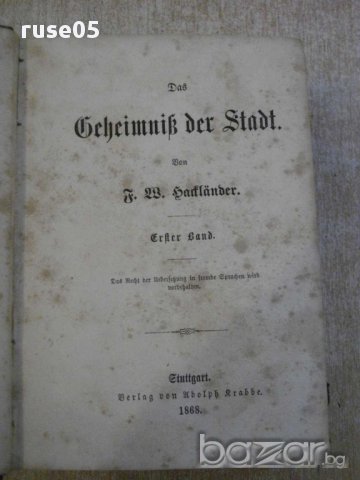 ruse05
Das
Geheimniß der Stadt.
Von
F. W. Hackländer.
Erster Band.
Das Recht der Uebersetzung in fremde Sprachen wird
vorbehalten.
Stuttgart.
Verlag von Adolph Krabbe.
1868.
bazar.bg